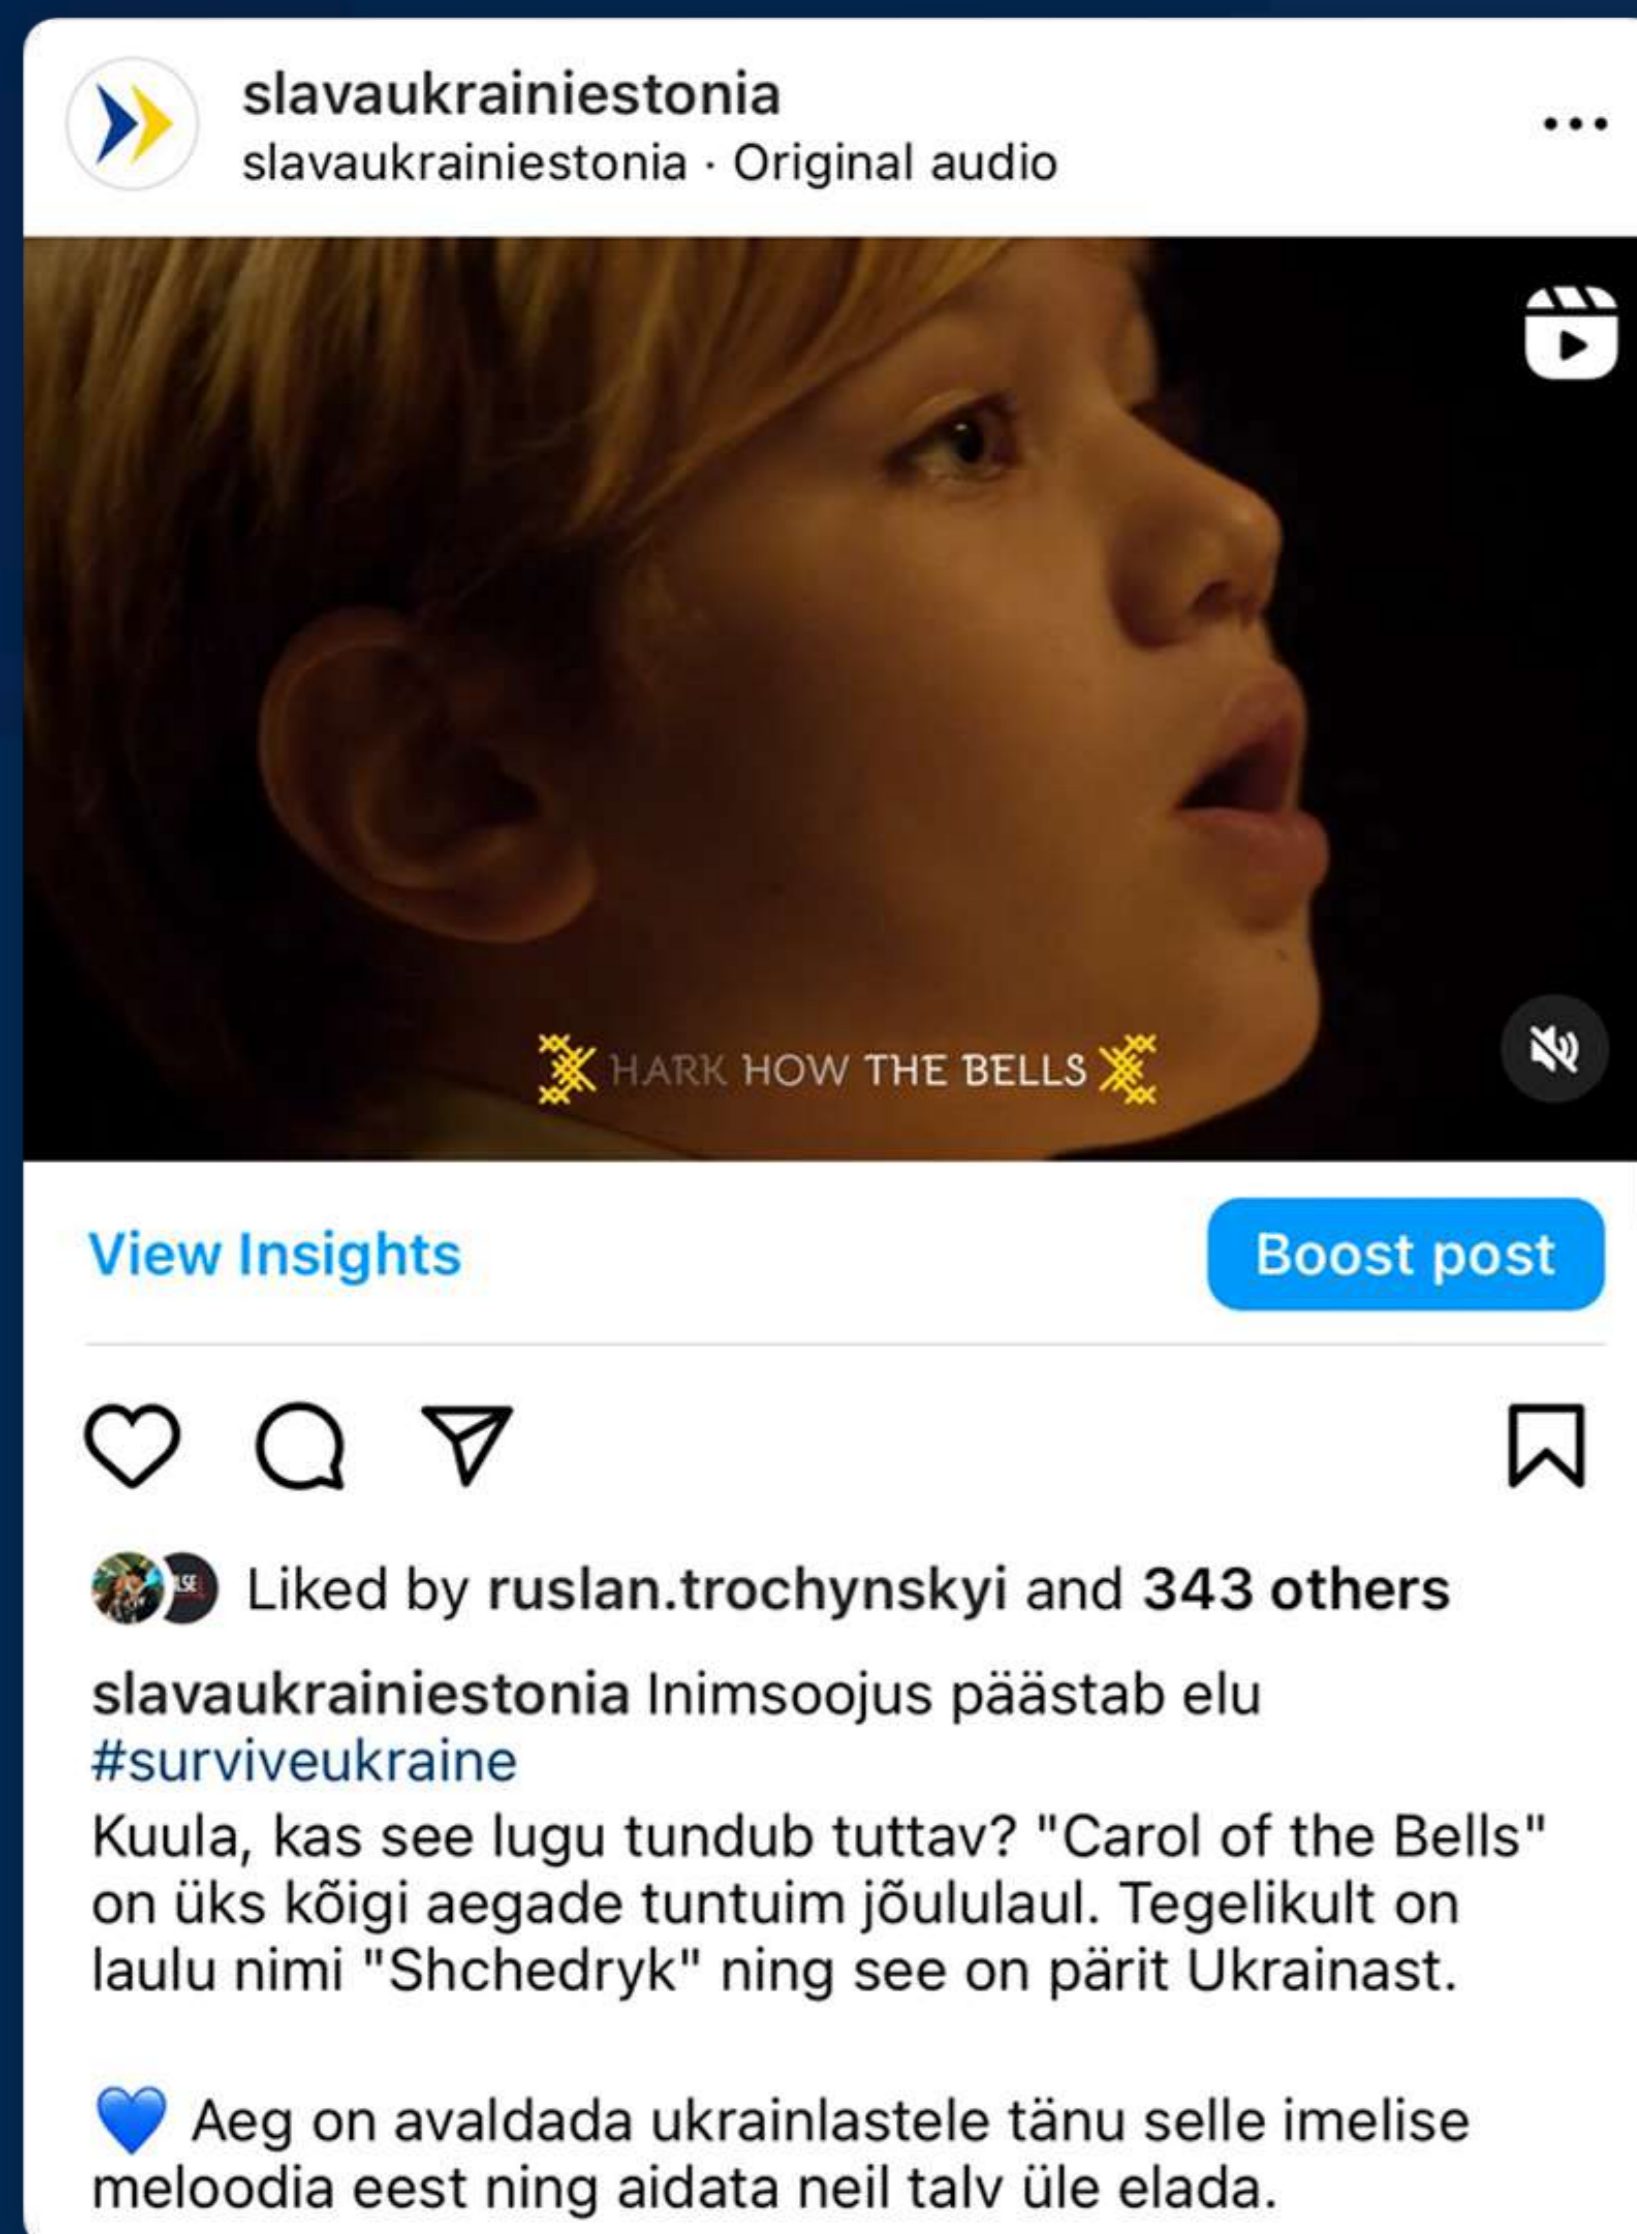 slavaukrainiestonia
slavaukrainiestonia · Original audio
HARK HOW THE BELLS
View Insights
Boost post
Liked by ruslan.trochynskyi and 343 others
slavaukrainiestonia Inimsoojus päästab elu
#surviveukraine
Kuula, kas see lugu tundub tuttav? "Carol of the Bells"
on üks kõigi aegade tuntuim jõululaul. Tegelikult on
laulu nimi "Shchedryk" ning see on pärit Ukrainast.
💙 Aeg on avaldada ukrainlastele tänu selle imelise
meloodia eest ning aidata neil talv üle elada.